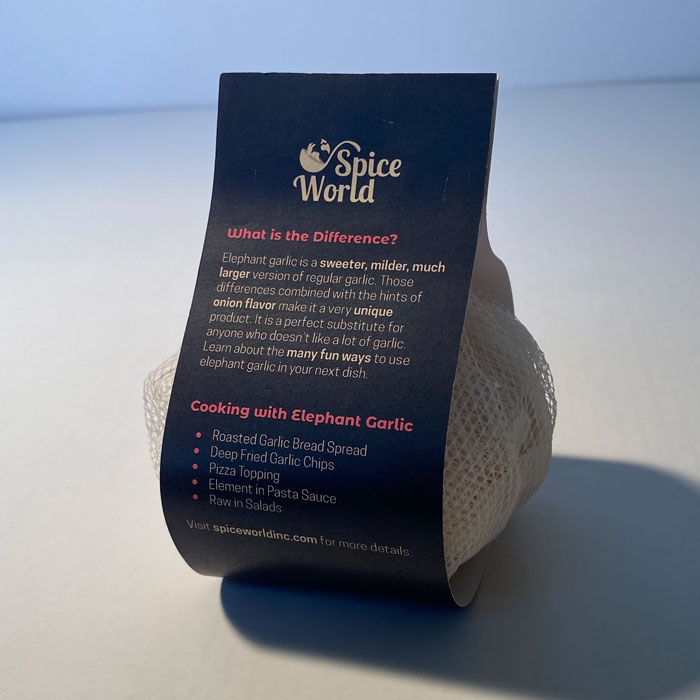 Spice
World
What is the Difference?
Elephant garlic is a sweeter, milder, much
larger version of regular garlic. Those
differences combined with the hints of
onion flavor make it a very unique
product. It is a perfect substitute for
anyone who doesn't like a lot of garlic.
Learn about the many fun ways to use
elephant garlic in your next dish.
Cooking with Elephant Garlic
• Roasted Garlic Bread Spread
• Deep Fried Garlic Chips
• Pizza Topping
• Element in Pasta Sauce
• Raw in Salads
Visit spiceworldinc.com for more details.